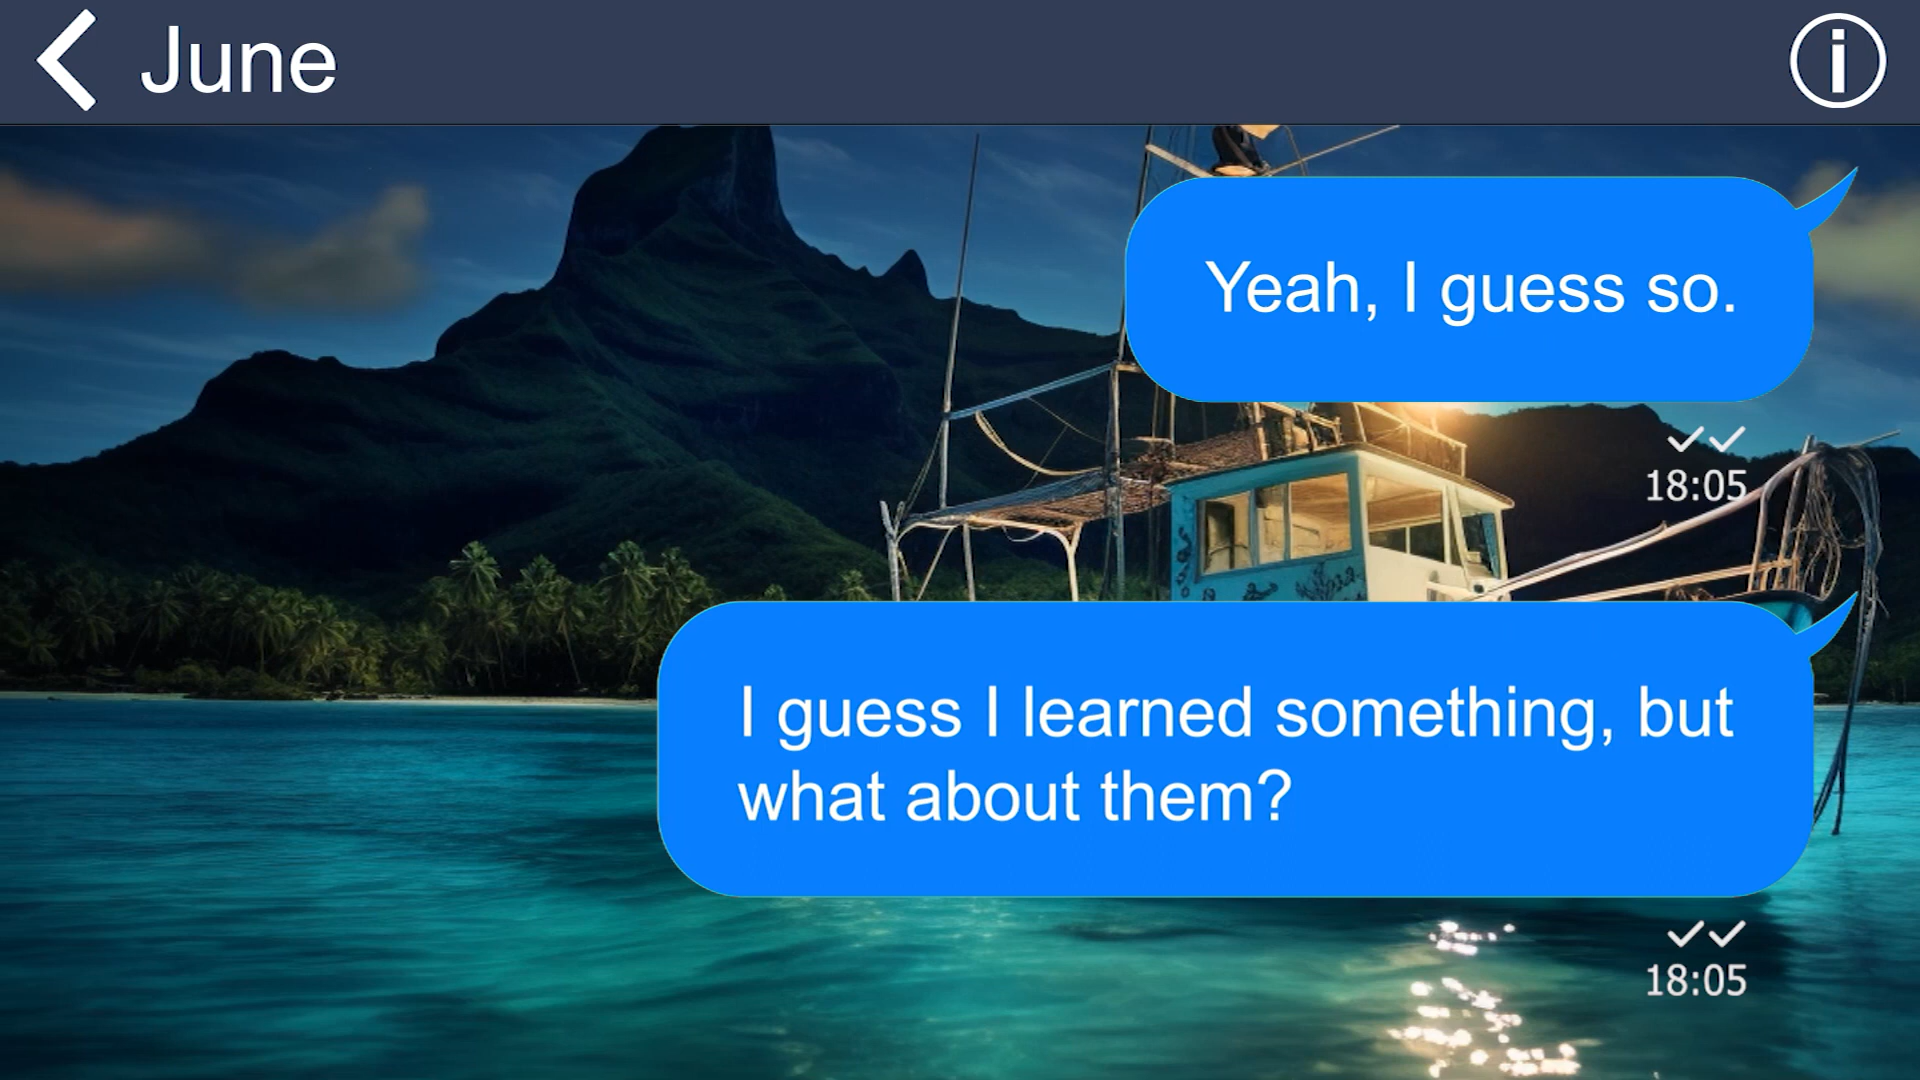 June
Yeah, I guess so.
18:05
I guess I learned something, but
what about them?
18:05